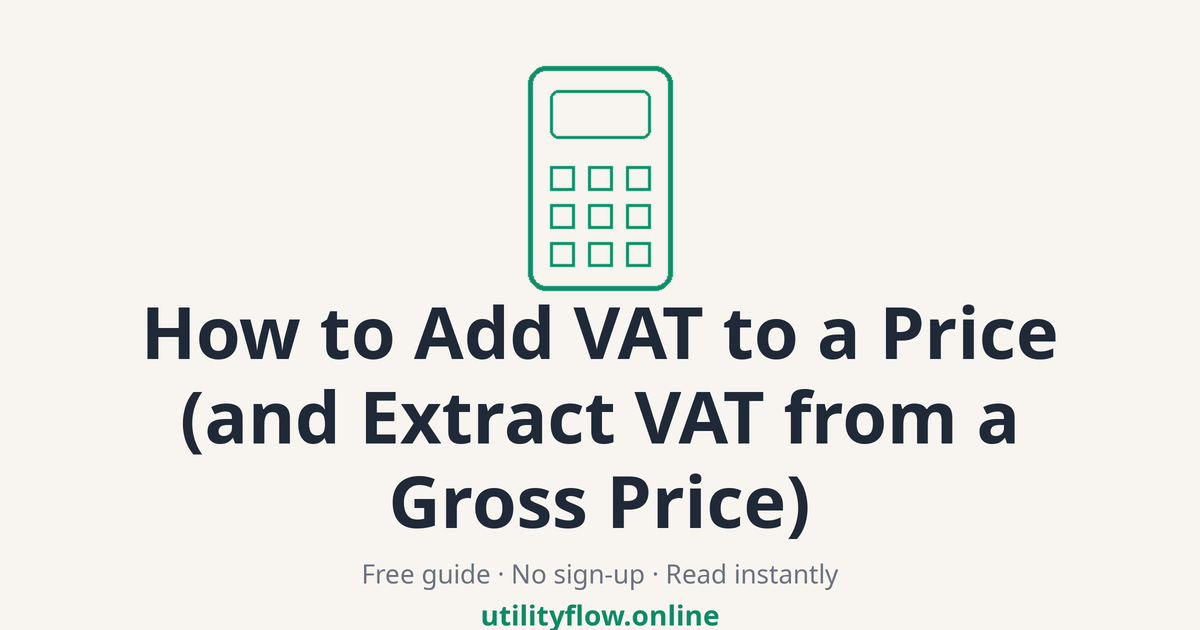 How to Add VAT to a Price
(and Extract VAT from a
Gross Price)
Free guide · No sign-up · Read instantly
utilityflow.online